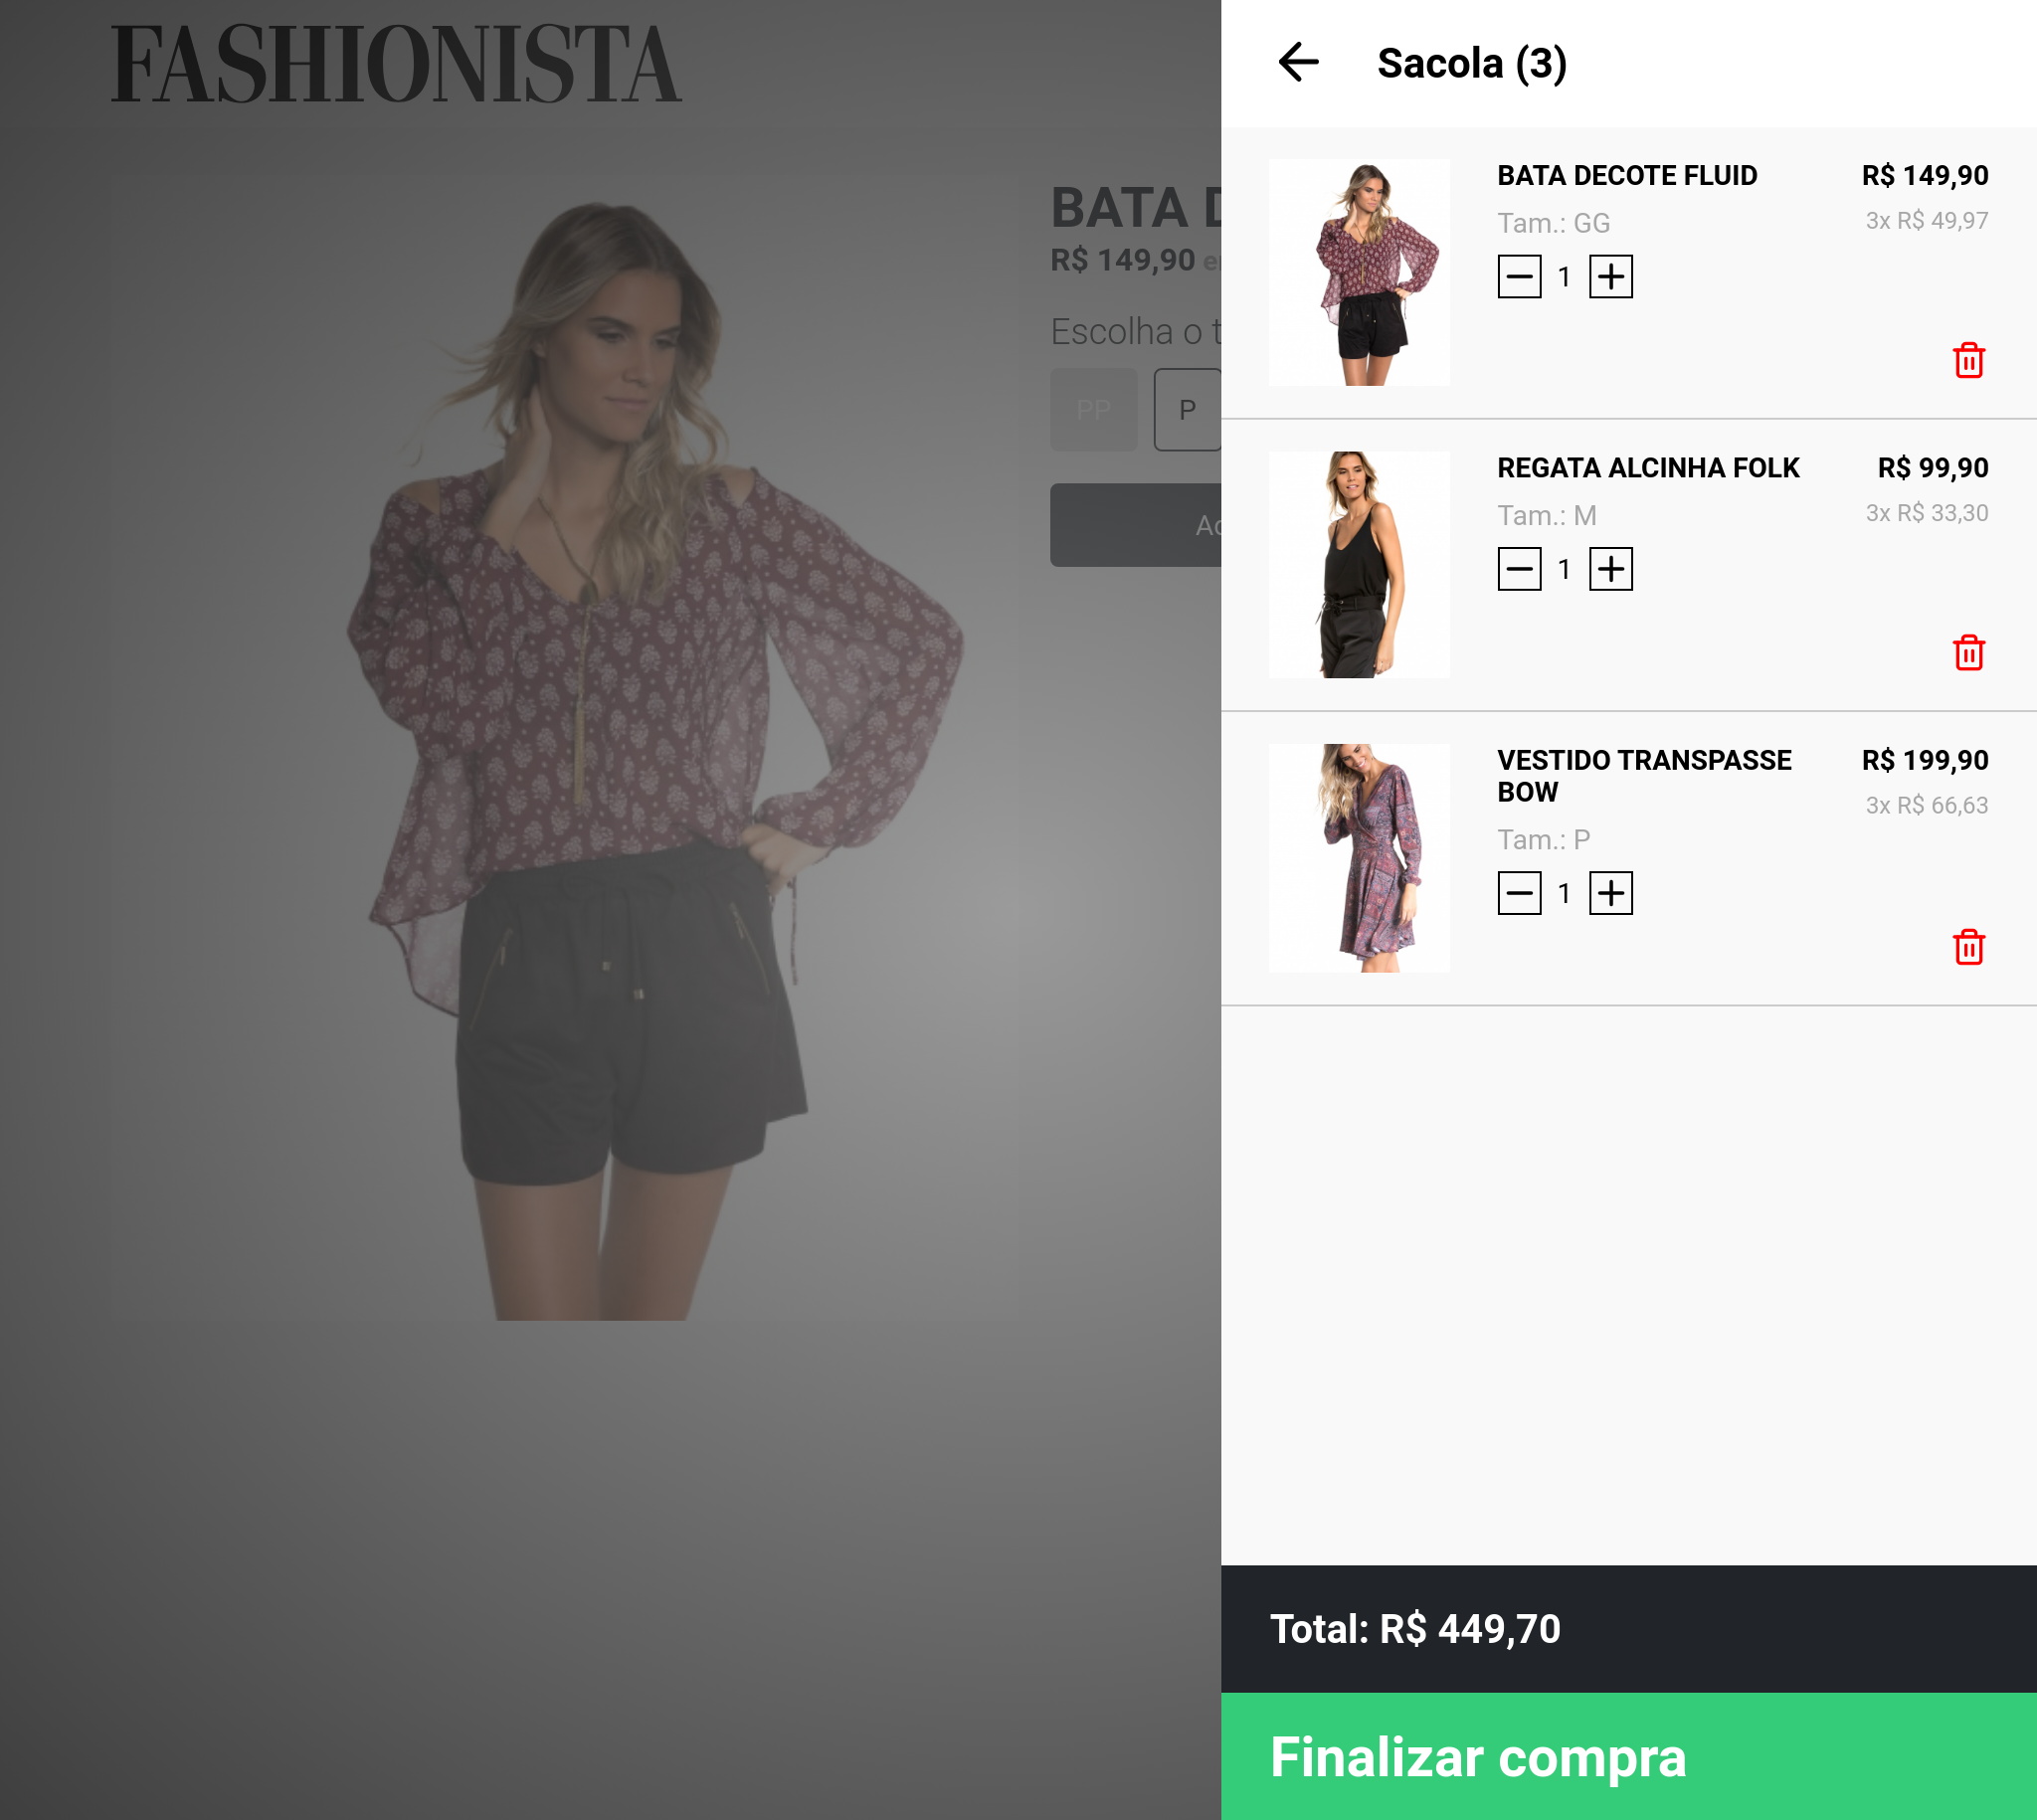 FASHIONISTA
BATA
R$ 149,90
Escolha o
PP
P
Sacola (3)
BATA DECOTE FLUID
R$ 149,90
Tam.: GG
3x R$ 49,97
1
REGATA ALCINHA FOLK
R$ 99,90
Tam.: M
3x R$ 33,30
1
VESTIDO TRANSPASSE
BOW
R$ 199,90
3x R$ 66,63
Tam.: P
1
Total: R$ 449,70
Finalizar compra